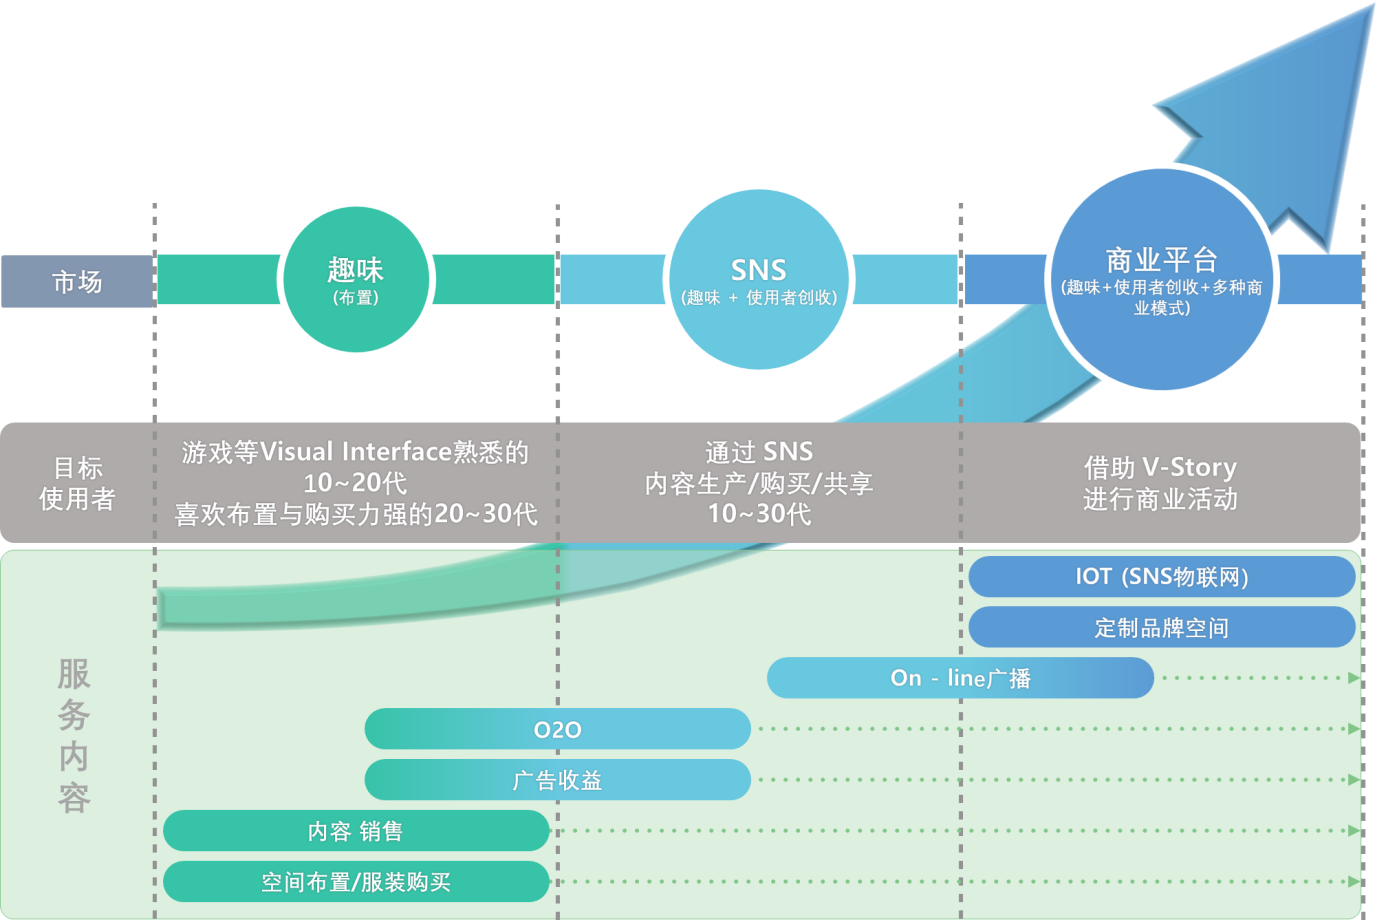 市场
趣味
(布置)
SNS
(趣味 + 使用者创收)
商业平台
(趣味+使用者创收+多种商
业模式)
目标
使用者
游戏等Visual Interface熟悉的
10~20代
喜欢布置与购买力强的20~30代
通过 SNS
内容生产/购买/共享
10~30代
借助 V-Story
进行商业活动
服
务
内
容
IOT (SNS物联网)
定制品牌空间
On - line广播
O2O
广告收益
内容 销售
空间布置/服装购买